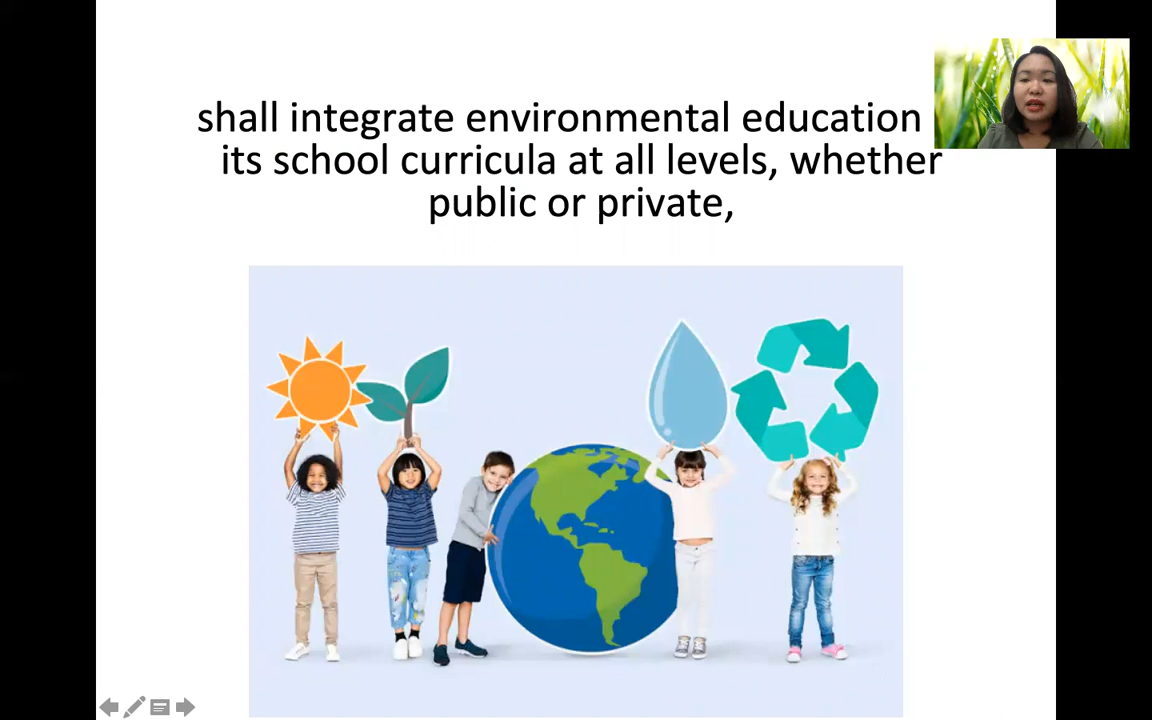 shall integrate environmental education
its school curricula at all levels, whether
public or private,